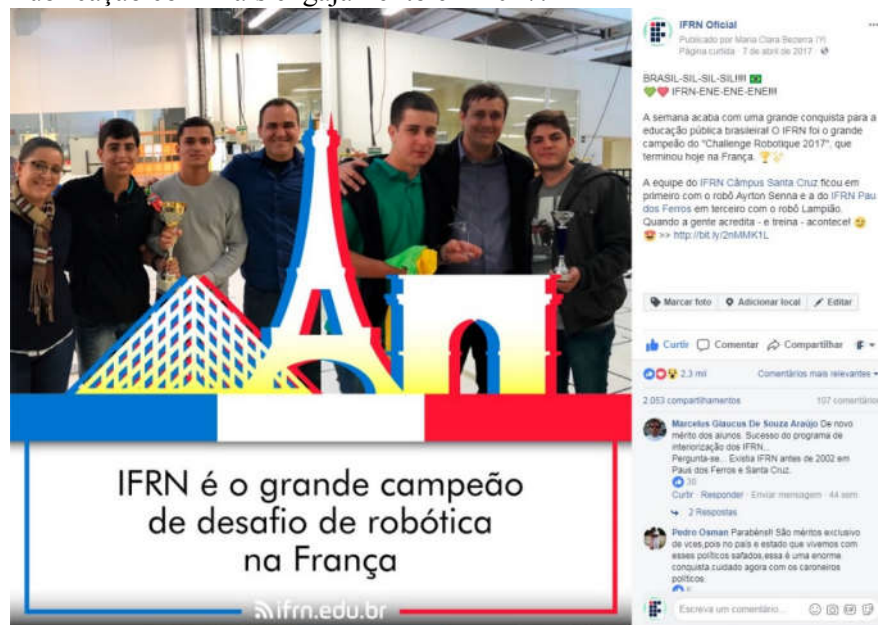 IFRN Oficial
Publicado por Maria Clara Bezerra
Página curtida · 7 de abril de 2017
BRASIL-SIL-SIL-SIL!!!!
IFRN-ENE-ENE-ENE!!!!
A semana acaba com uma grande conquista para a
educação pública brasileira! O IFRN foi o grande
campeão do "Challenge Robotique 2017", que
terminou hoje na França.
A equipe do IFRN Câmpus Santa Cruz ficou em
primeiro com o robô Ayrton Senna e a do IFRN Pau
dos Ferros em terceiro com o robô Lampião.
Quando a gente acredita - e treina - acontece!
>> http://bit.ly/2nMMK1L
Marcar foto Adicionar local Editar
Curtir Comentar Compartilhar
2,3 mil Comentários mais relevantes
2.053 compartilhamentos 107 comentários
Marcelus Glaucus De Souza Araújo De novo
mérito dos alunos. Sucesso do programa de
interiorização dos IFRN...
Pergunta-se... Existia IFRN antes de 2002 em
Paus dos Ferros e Santa Cruz.
30
Curtir · Responder · Enviar mensagem · 44 sem
2 Respostas
Pedro Osman Parabéns!! São méritos exclusivo
de vces,pois no país e estado que vivemos com
esses políticos safados,essa é uma enorme
conquista.cuidado agora com os caroneiros
políticos.
Escreva um comentário...
IFRN é o grande campeão
de desafio de robótica
na França
ifrn.edu.br